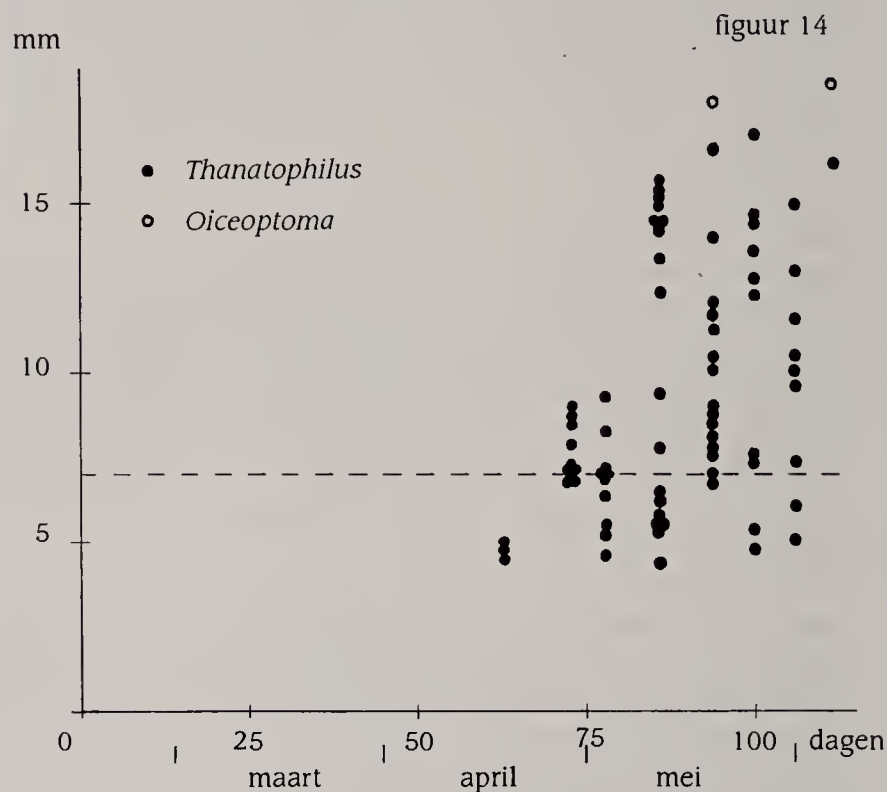 figuur 14
mm
● Thanatophilus
○ Oiceoptoma
15
10
5
0 25 50 75 100 dagen
maart april mei